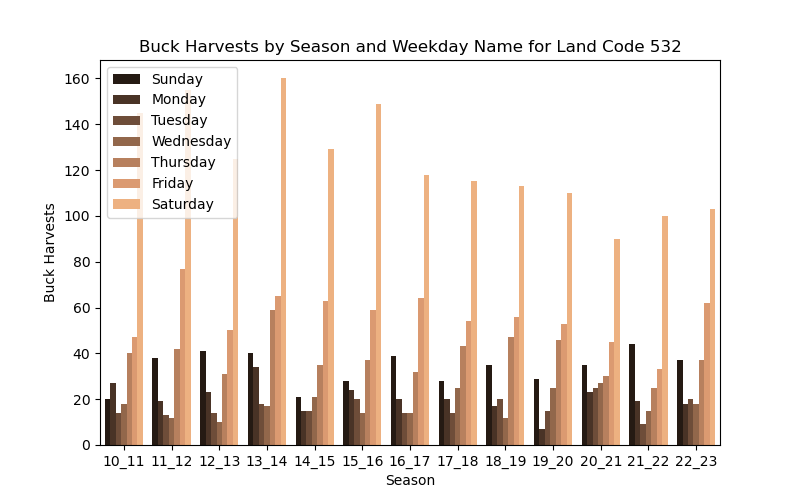 Buck Harvests by Season and Weekday Name for Land Code 532
Sunday
Monday
Tuesday
Wednesday
Thursday
Friday
Saturday
160
140
120
100
80
60
40
20
0
Buck Harvests
10_11 11_12 12_13 13_14 14_15 15_16 16_17 17_18 18_19 19_20 20_21 21_22 22_23
Season